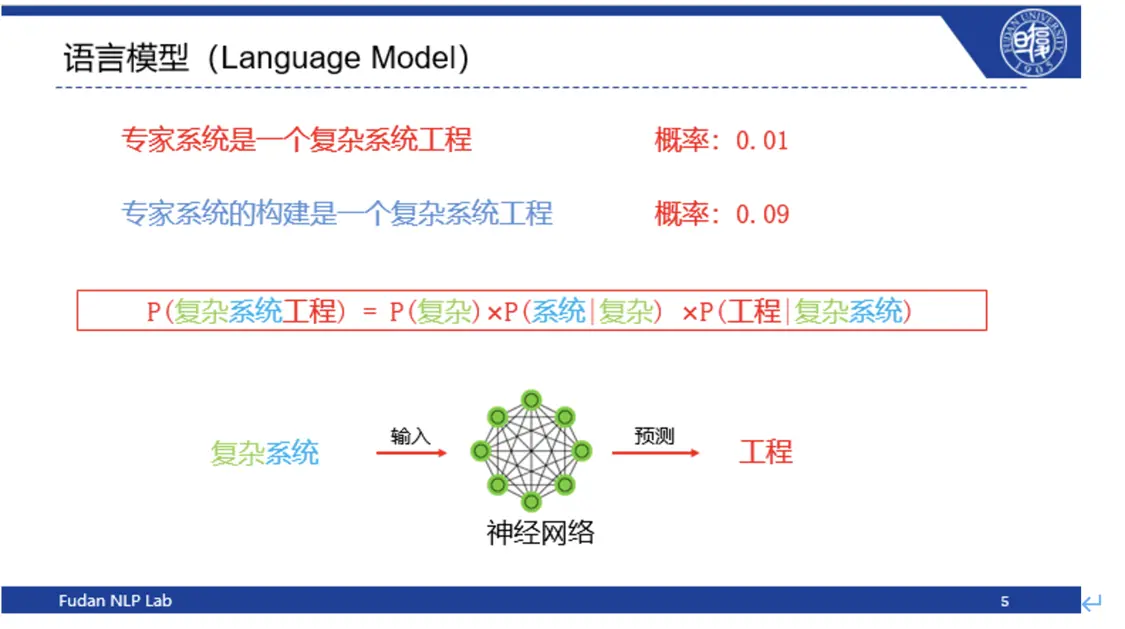 语言模型（Language Model）
FUDAN UNIVERSITY
1905
专家系统是一个复杂系统工程 概率：0.01
专家系统的构建是一个复杂系统工程 概率：0.09
P(复杂系统工程) = P(复杂)×P(系统|复杂) ×P(工程|复杂系统)
复杂系统 输入 预测 工程
神经网络
Fudan NLP Lab 5